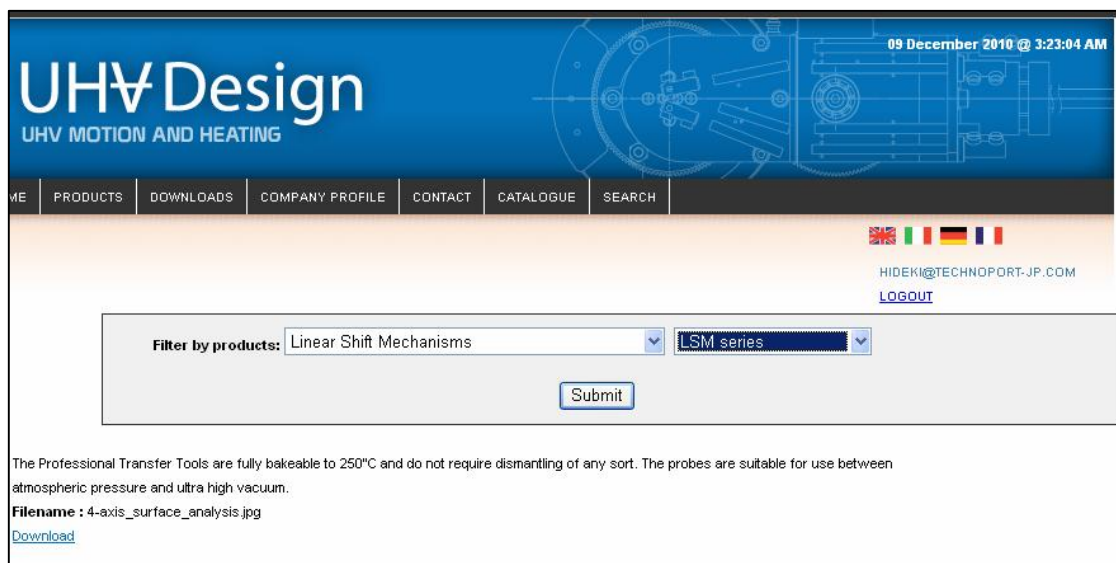 09 December 2010 @ 3:23:04 AM
UHV Design
UHV MOTION AND HEATING
ME PRODUCTS DOWNLOADS COMPANY PROFILE CONTACT CATALOGUE SEARCH
HIDEKI@TECHNOPORT-JP.COM
LOGOUT
Filter by products: Linear Shift Mechanisms LSM series
Submit
The Professional Transfer Tools are fully bakeable to 250"C and do not require dismantling of any sort. The probes are suitable for use between
atmospheric pressure and ultra high vacuum.
Filename : 4-axis_surface_analysis.jpg
Download